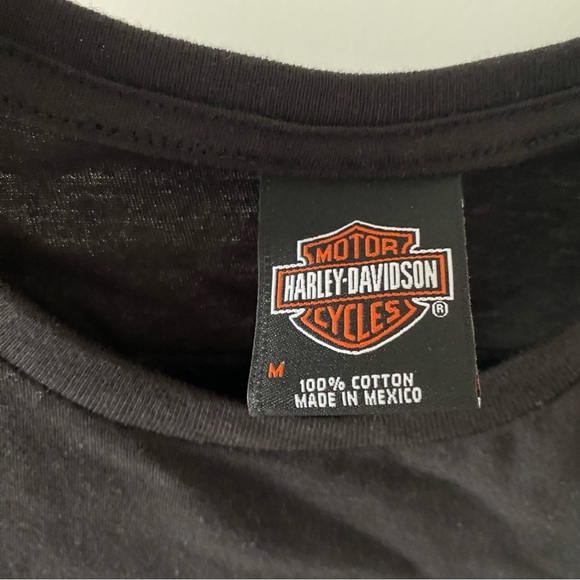 MOTOR
HARLEY-DAVIDSON
CYCLES
®
M
100% COTTON
MADE IN MEXICO